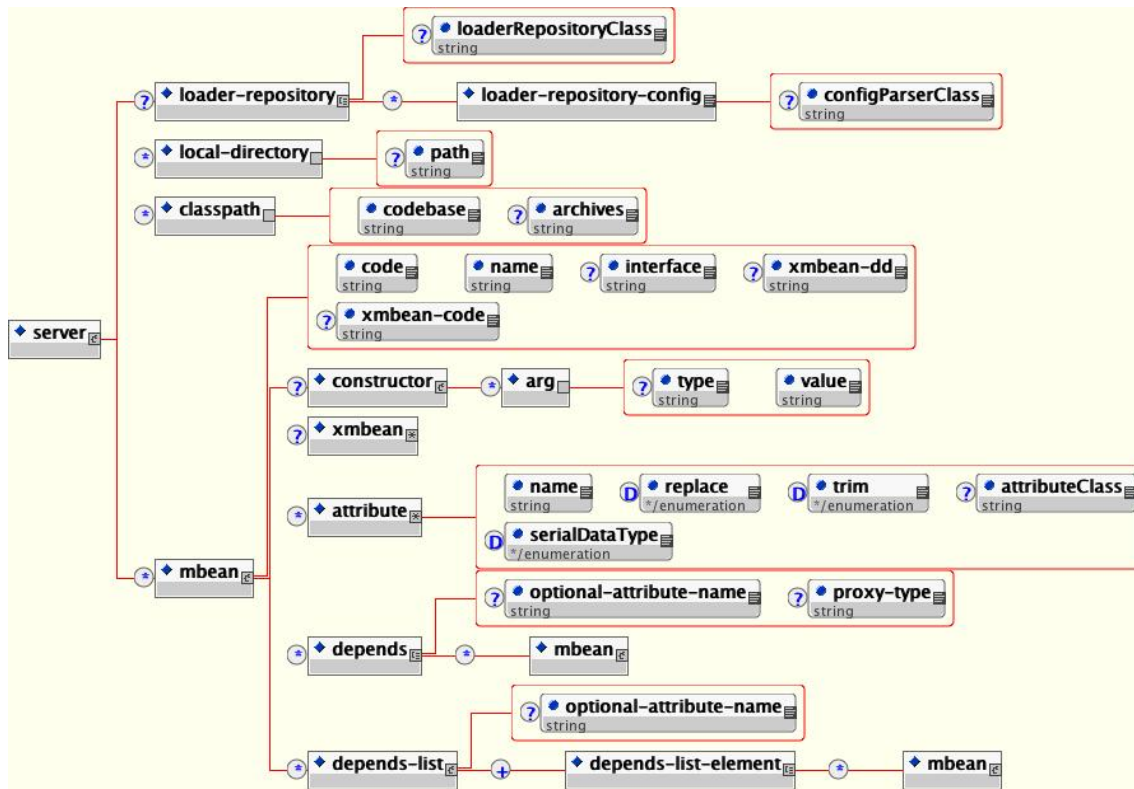 loaderRepositoryClass
string
? loader-repository * loader-repository-config ? configParserClass
string
* local-directory ? path
string
* classpath codebase ? archives
string string
code name ? interface ? xmbean-dd
string string string string
? xmbean-code
string
server
? constructor * arg ? type value
string string
? xmbean
name D replace D trim ? attributeClass
string */enumeration */enumeration string
* attribute
D serialDataType
*/enumeration
* mbean
? optional-attribute-name ? proxy-type
string string
* depends * mbean
? optional-attribute-name
string
* depends-list + depends-list-element * mbean